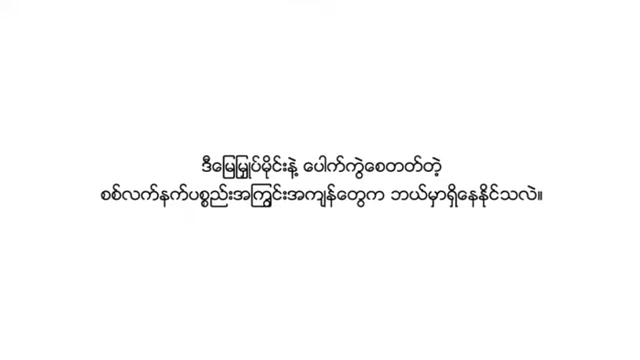 ဒီမြေမြှုပ်မိုင်းနဲ့ ပေါက်ကွဲစေတတ်တဲ့
စစ်လက်နက်ပစ္စည်းအကြွင်းအကျန်တွေက ဘယ်မှာရှိနေနိုင်သလဲ။